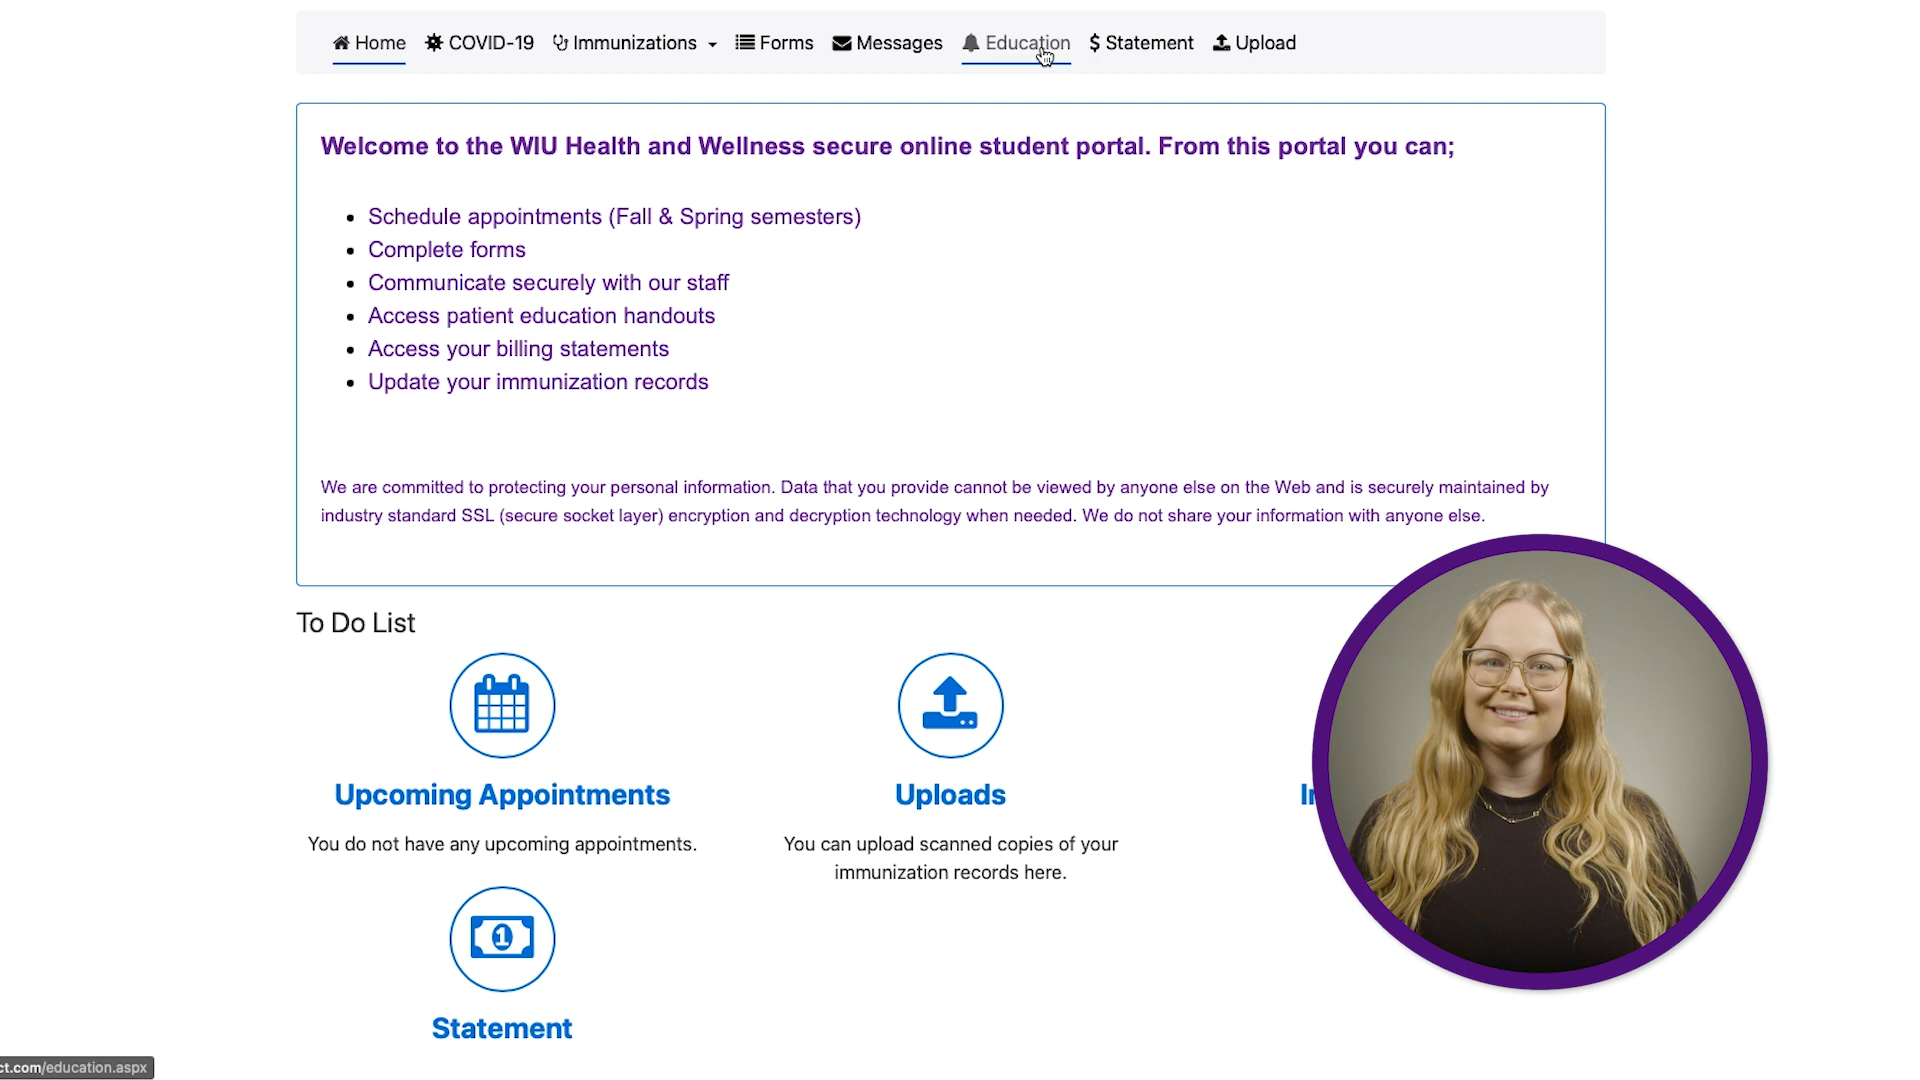 Home COVID-19 Immunizations Forms Messages Education $ Statement Upload
Welcome to the WIU Health and Wellness secure online student portal. From this portal you can;
Schedule appointments (Fall & Spring semesters)
Complete forms
Communicate securely with our staff
Access patient education handouts
Access your billing statements
Update your immunization records
We are committed to protecting your personal information. Data that you provide cannot be viewed by anyone else on the Web and is securely maintained by
industry standard SSL (secure socket layer) encryption and decryption technology when needed. We do not share your information with anyone else.
To Do List
Upcoming Appointments
You do not have any upcoming appointments.
Uploads
You can upload scanned copies of your
immunization records here.
1
Statement
ct.com/education.aspx